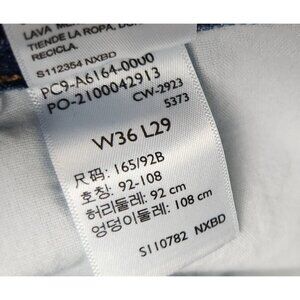 LAVA
TIENDE LA ROPA,
RECICLA.
S112354 NXBD
PC9-A6164-00U0
PO-2100042913
CW-2923
5373
W36 L29
尺码: 165/92B
호칭: 92-108
허리둘레: 92 cm
엉덩이둘레: 108 cm
S110782 NXBD